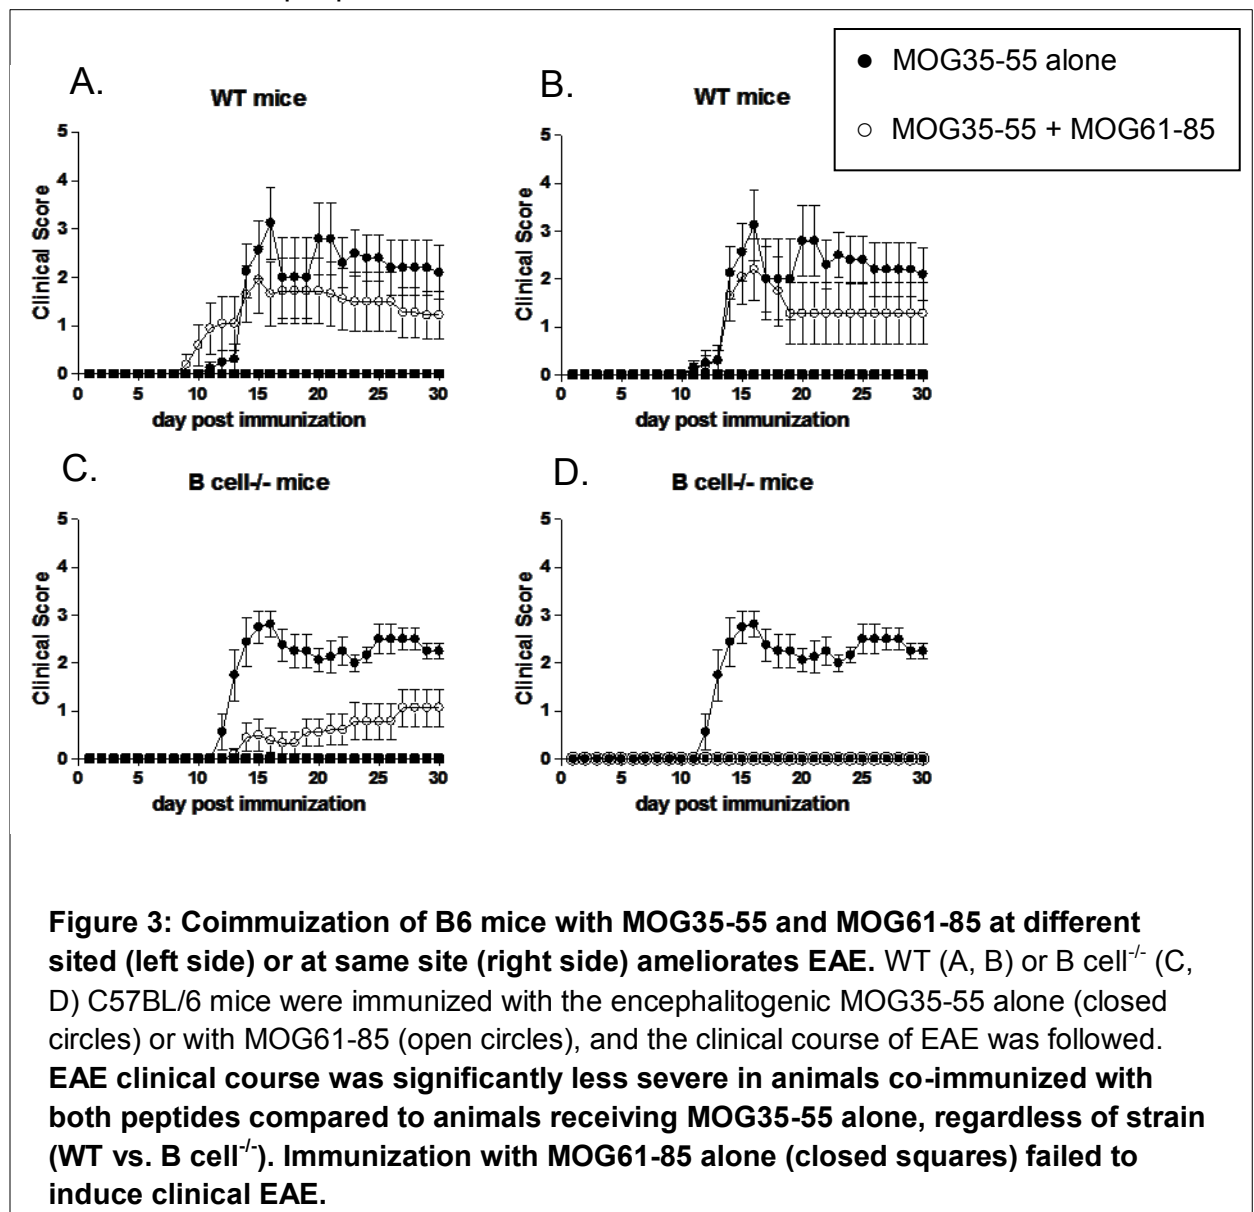 MOG35-55 alone
MOG35-55 + MOG61-85
A.
WT mice
5
4
3
2
1
0
Clinical Score
0 5 10 15 20 25 30
day post immunization
B.
WT mice
5
4
3
2
1
0
Clinical Score
0 5 10 15 20 25 30
day post immunization
C.
B cell-/- mice
5
4
3
2
1
0
Clinical Score
0 5 10 15 20 25 30
day post immunization
D.
B cell-/- mice
5
4
3
2
1
0
Clinical Score
0 5 10 15 20 25 30
day post immunization
Figure 3: Coimmuization of B6 mice with MOG35-55 and MOG61-85 at different
sited (left side) or at same site (right side) ameliorates EAE. WT (A, B) or B cell-/- (C,
D) C57BL/6 mice were immunized with the encephalitogenic MOG35-55 alone (closed
circles) or with MOG61-85 (open circles), and the clinical course of EAE was followed.
EAE clinical course was significantly less severe in animals co-immunized with
both peptides compared to animals receiving MOG35-55 alone, regardless of strain
(WT vs. B cell-/-). Immunization with MOG61-85 alone (closed squares) failed to
induce clinical EAE.